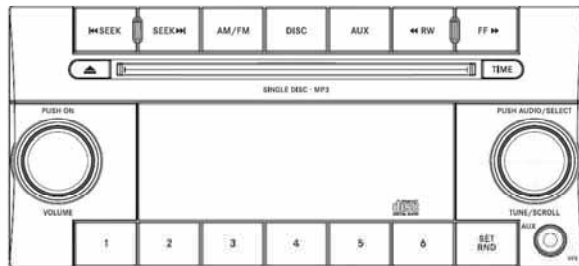 SEEK SEEK AM/FM DISC AUX RW FF
TIME
SINGLE DISC · MP3
PUSH ON PUSH AUDIO/SELECT
disc
VOLUME TUNE/SCROLL
1 2 3 4 5 6 SET RND AUX